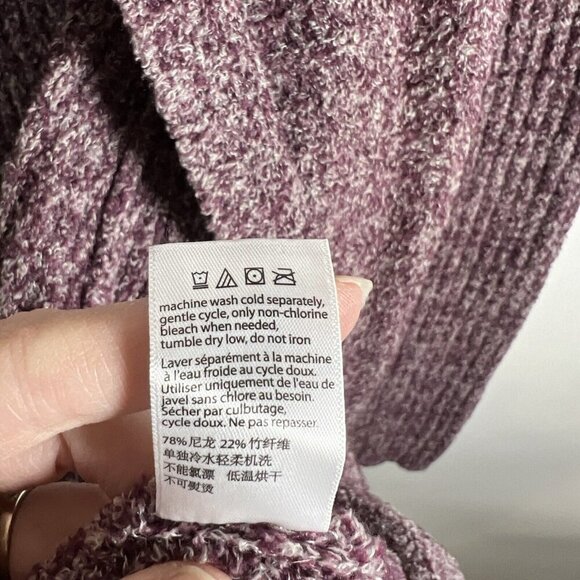 machine wash cold separately,
gentle cycle, only non-chlorine
bleach when needed,
tumble dry low, do not iron
Laver séparément à la machine
à l'eau froide au cycle doux.
Utiliser uniquement de l'eau de
javel sans chlore au besoin.
Sécher par culbutage,
cycle doux. Ne pas repasser.
78% 尼龙 22% 竹纤维
单独冷水轻柔机洗
不能氯漂 低温烘干
不可熨烫